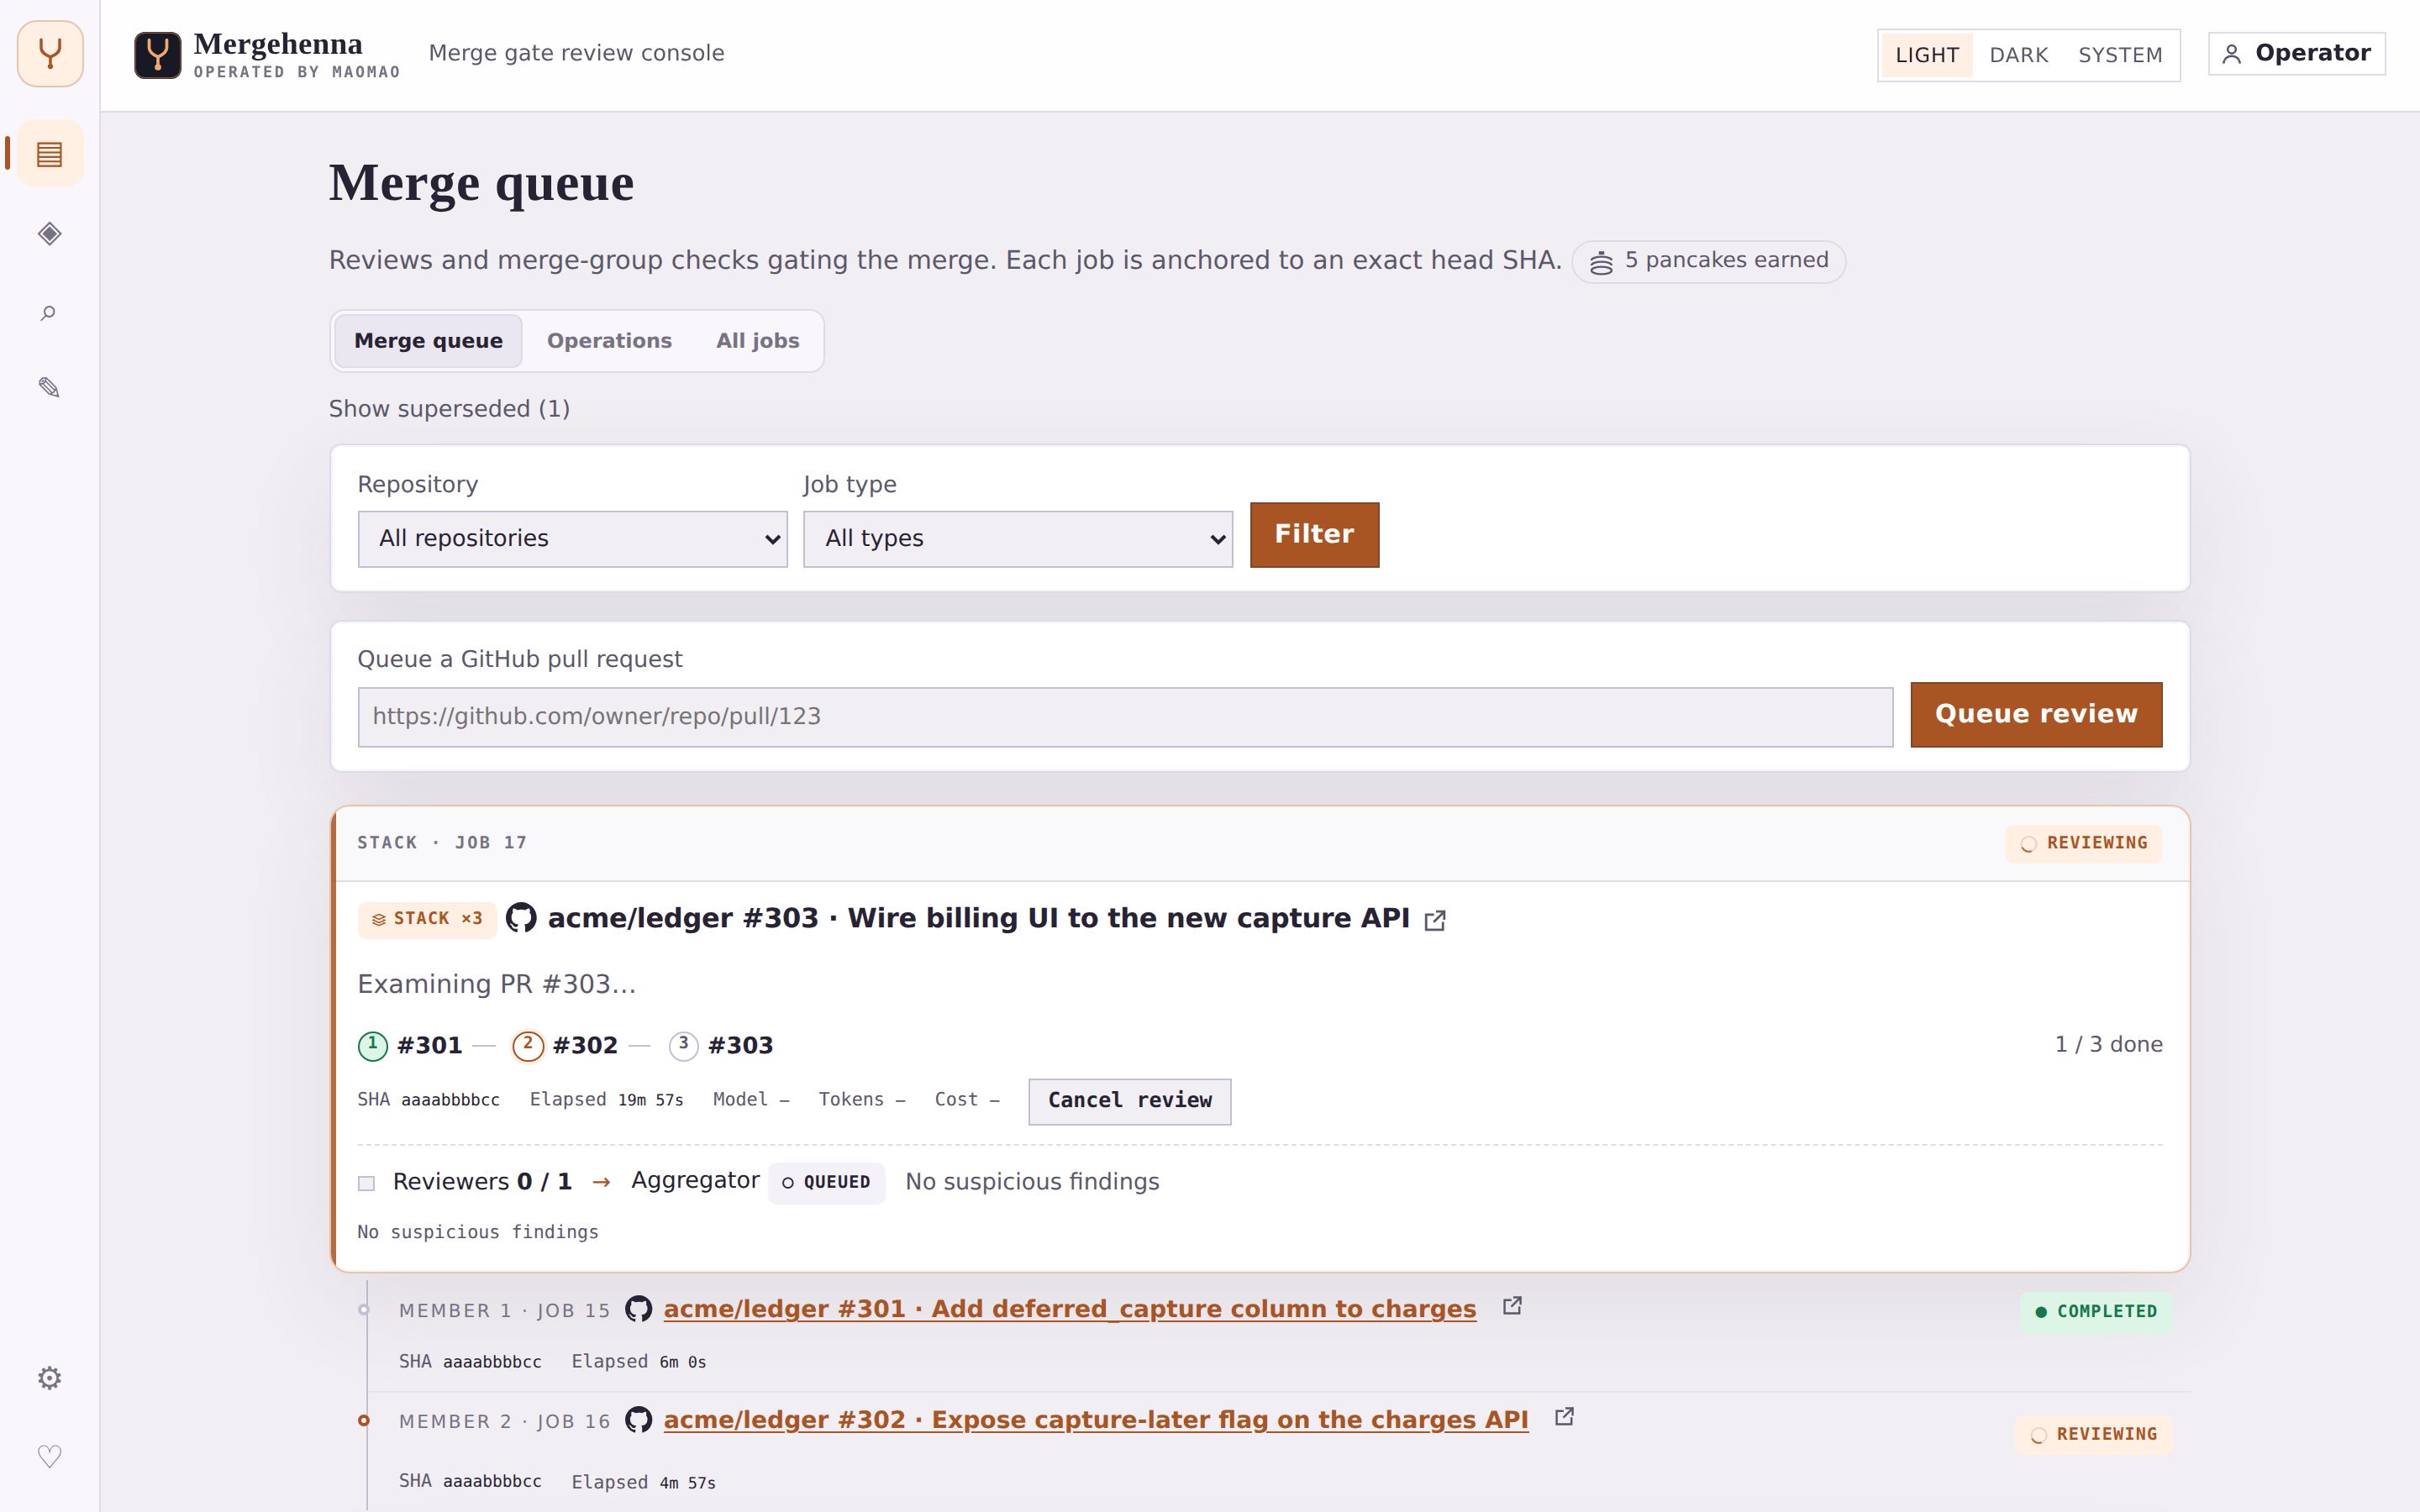 Mergehenna
OPERATED BY MAOMAO
Merge gate review console
LIGHT DARK SYSTEM
Operator
Merge queue
Reviews and merge-group checks gating the merge. Each job is anchored to an exact head SHA. 5 pancakes earned
Merge queue Operations All jobs
Show superseded (1)
Repository Job type
All repositories All types Filter
Queue a GitHub pull request
https://github.com/owner/repo/pull/123 Queue review
STACK · JOB 17 REVIEWING
STACK ×3 acme/ledger #303 · Wire billing UI to the new capture API
Examining PR #303…
1 #301 2 #302 3 #303 1 / 3 done
SHA aaaabbbbcc Elapsed 19m 57s Model — Tokens — Cost — Cancel review
Reviewers 0 / 1 → Aggregator QUEUED No suspicious findings
No suspicious findings
MEMBER 1 · JOB 15 acme/ledger #301 · Add deferred_capture column to charges COMPLETED
SHA aaaabbbbcc Elapsed 6m 0s
MEMBER 2 · JOB 16 acme/ledger #302 · Expose capture-later flag on the charges API REVIEWING
SHA aaaabbbbcc Elapsed 4m 57s